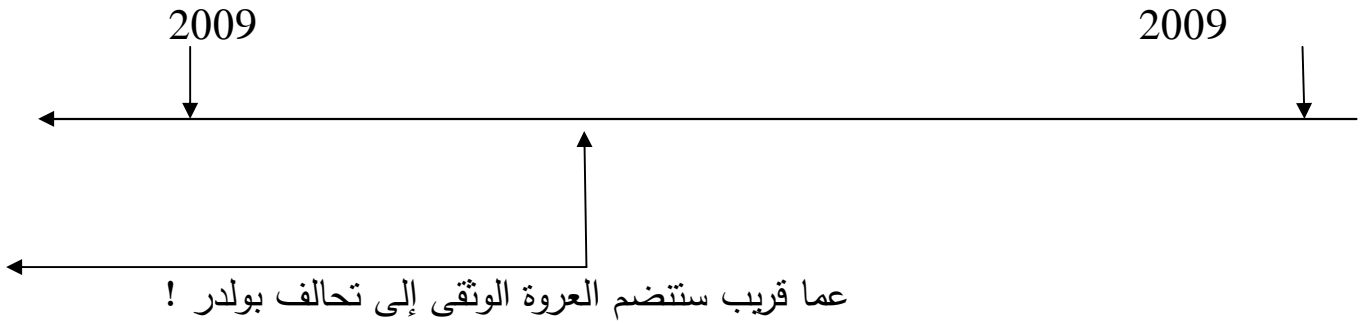 2009 2009
عما قريب ستنضم العروة الوثقى إلى تحالف بولدر !